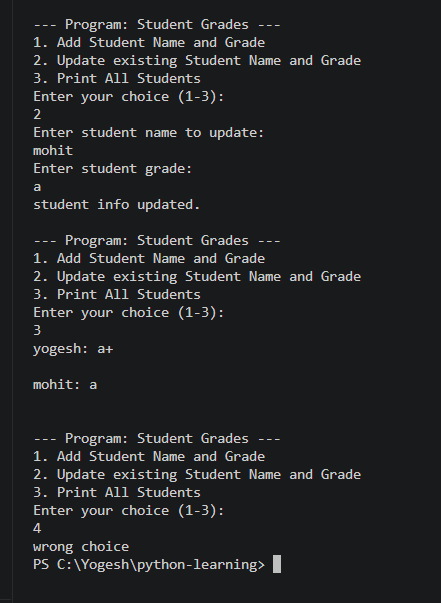 --- Program: Student Grades ---
1. Add Student Name and Grade
2. Update existing Student Name and Grade
3. Print All Students
Enter your choice (1-3):
2
Enter student name to update:
mohit
Enter student grade:
a
student info updated.
--- Program: Student Grades ---
1. Add Student Name and Grade
2. Update existing Student Name and Grade
3. Print All Students
Enter your choice (1-3):
3
yogesh: a+
mohit: a
--- Program: Student Grades ---
1. Add Student Name and Grade
2. Update existing Student Name and Grade
3. Print All Students
Enter your choice (1-3):
4
wrong choice
PS C:\Yogesh\python-learning>